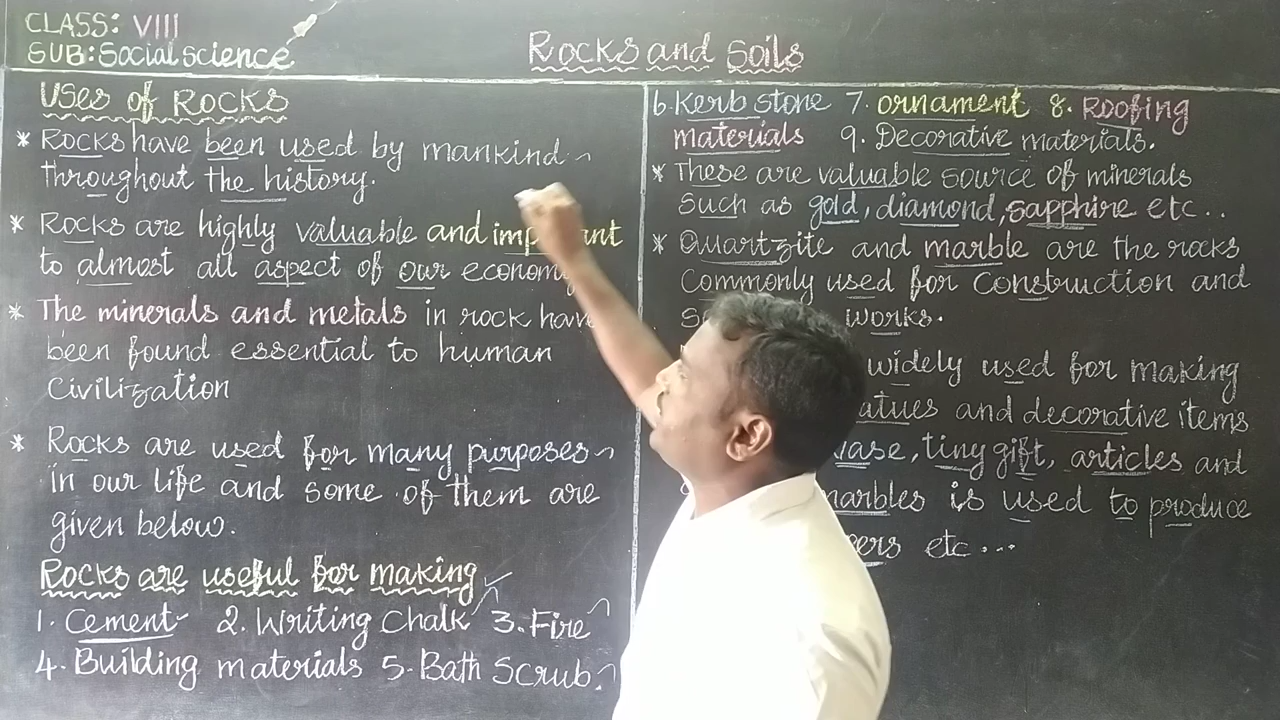 CLASS: VIII
SUB: Social science
Rocks and Soils
Uses of Rocks
* Rocks have been used by mankind
throughout the history.
* Rocks are highly valuable and
to almost all aspect of our economy
* The minerals and metals in rock have
been found essential to human
Civilization
* Rocks are used for many purposes
in our life and some of them are
given below.
Rocks are useful for making
1. Cement 2. Writing Chalk 3. Fire
4. Building materials 5. Bath Scrub.
6. Kerb stone 7. ornament 8. Roofing
materials 9. Decorative materials.
* These are valuable source of minerals
such as gold, diamond, sapphire etc..
* Quartzite and marble are the rocks
Commonly used for Construction and
works.
widely used for making
and decorative items
tiny gift, articles and
marbles is used to produce
etc...